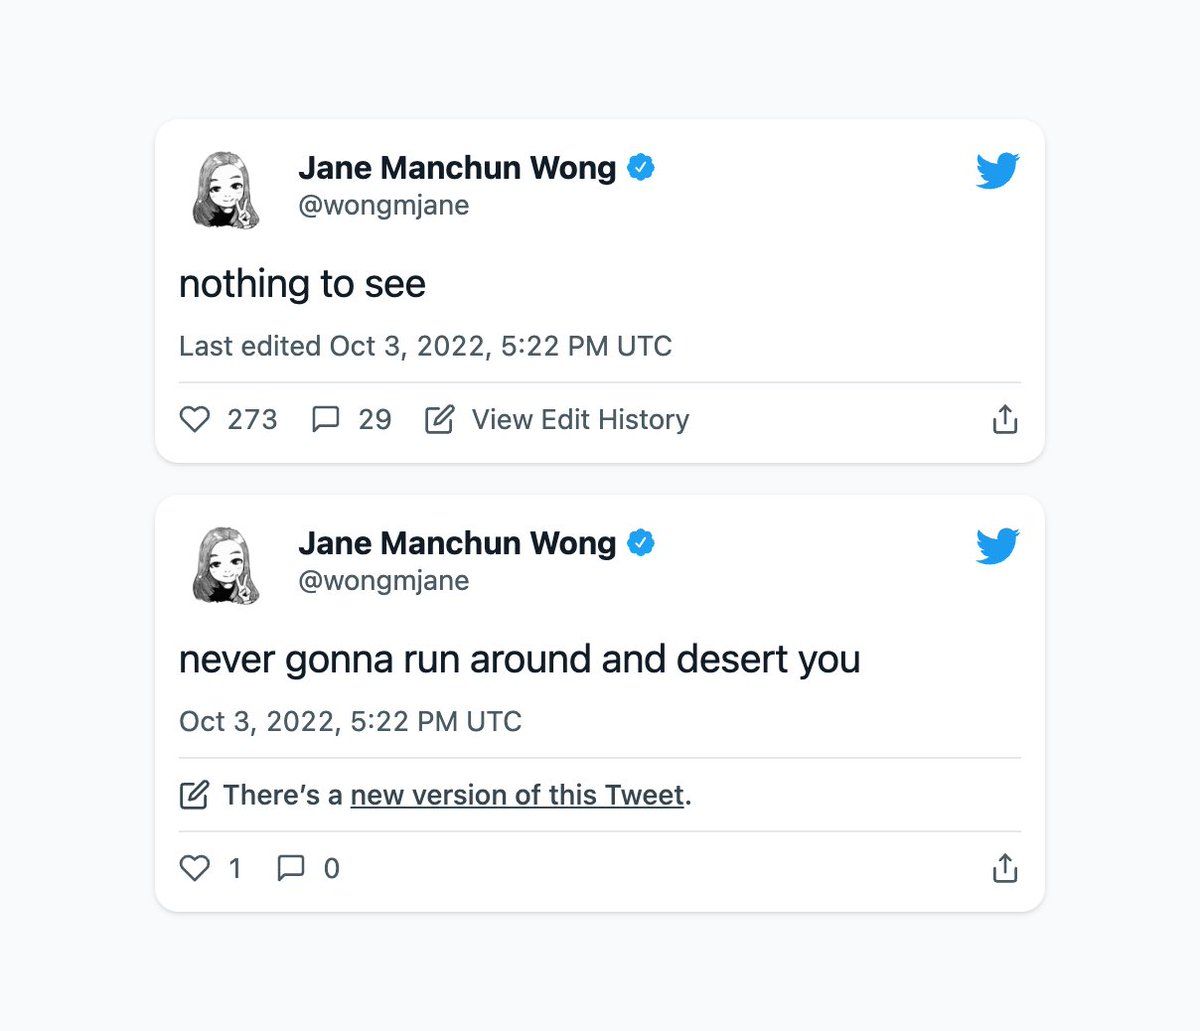 Jane Manchun Wong
@wongmjane
nothing to see
Last edited Oct 3, 2022, 5:22 PM UTC
273 29 View Edit History
Jane Manchun Wong
@wongmjane
never gonna run around and desert you
Oct 3, 2022, 5:22 PM UTC
There’s a new version of this Tweet.
1 0